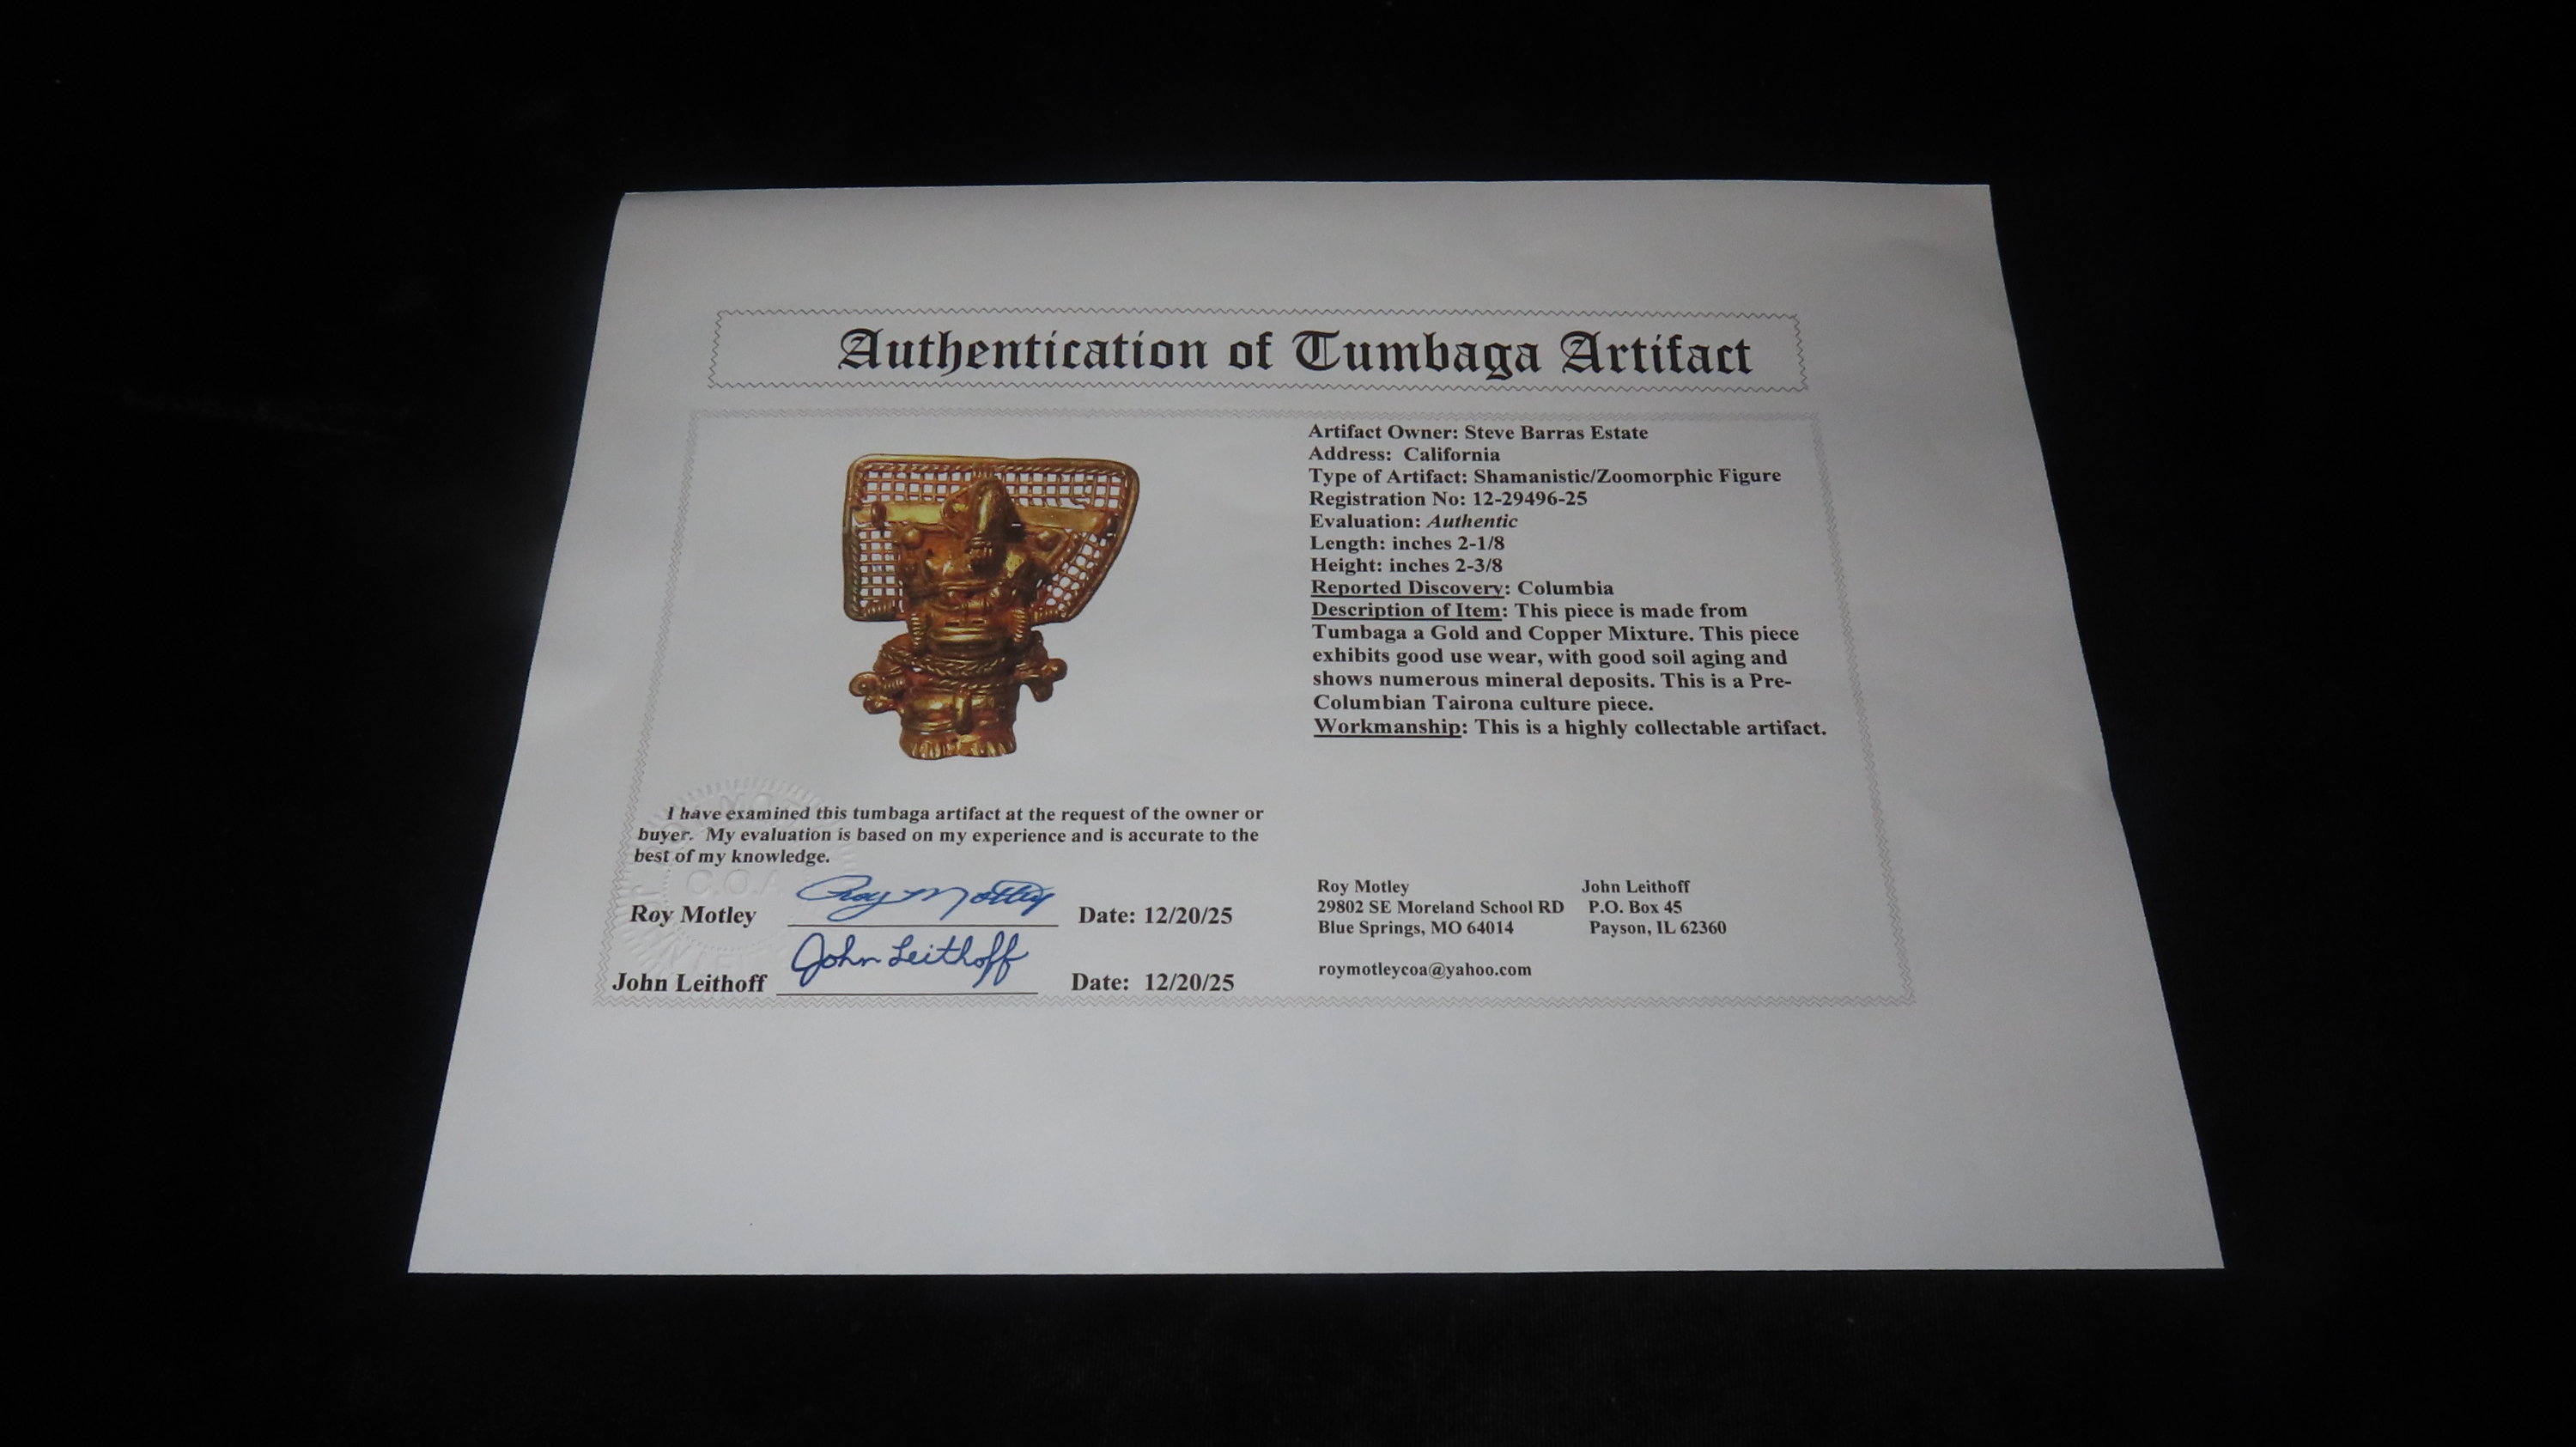 Authentication of Tumbaga Artifact
Artifact Owner: Steve Barras Estate
Address: California
Type of Artifact: Shamanistic/Zoomorphic Figure
Registration No: 12-29496-25
Evaluation: Authentic
Length: inches 2-1/8
Height: inches 2-3/8
Reported Discovery: Columbia
Description of Item: This piece is made from
Tumbaga a Gold and Copper Mixture. This piece
exhibits good use wear, with good soil aging and
shows numerous mineral deposits. This is a Pre-
Columbian Tairona culture piece.
Workmanship: This is a highly collectable artifact.
I have examined this tumbaga artifact at the request of the owner or
buyer. My evaluation is based on my experience and is accurate to the
best of my knowledge.
C.O.A.
Roy Motley Roy Motley Date: 12/20/25
John Leithoff John Leithoff Date: 12/20/25
Roy Motley
29802 SE Moreland School RD
Blue Springs, MO 64014
roymotleycoa@yahoo.com
John Leithoff
P.O. Box 45
Payson, IL 62360